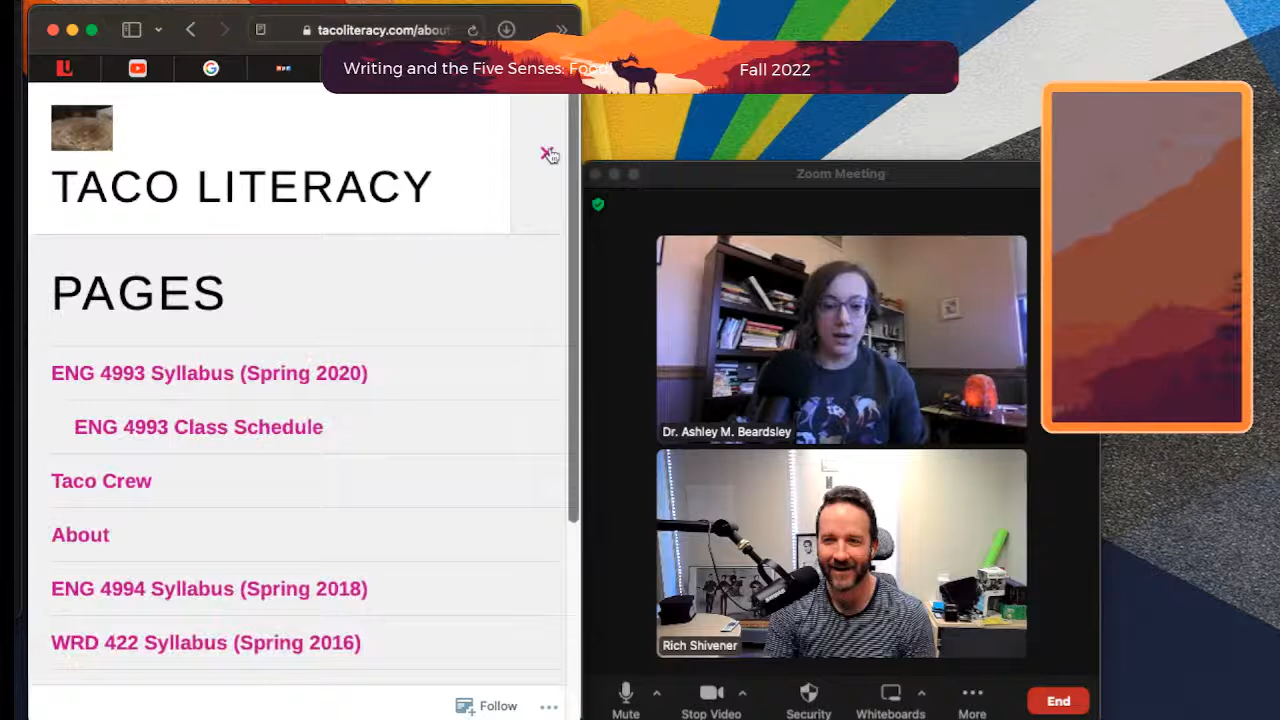 tacoliteracy.com/about
Writing and the Five Senses: Food!
Fall 2022
TACO LITERACY
PAGES
ENG 4993 Syllabus (Spring 2020)
ENG 4993 Class Schedule
Taco Crew
About
ENG 4994 Syllabus (Spring 2018)
WRD 422 Syllabus (Spring 2016)
Follow
Zoom Meeting
Dr. Ashley M. Beardsley
Rich Shivener
Mute
Stop Video
Security
Whiteboards
More
End